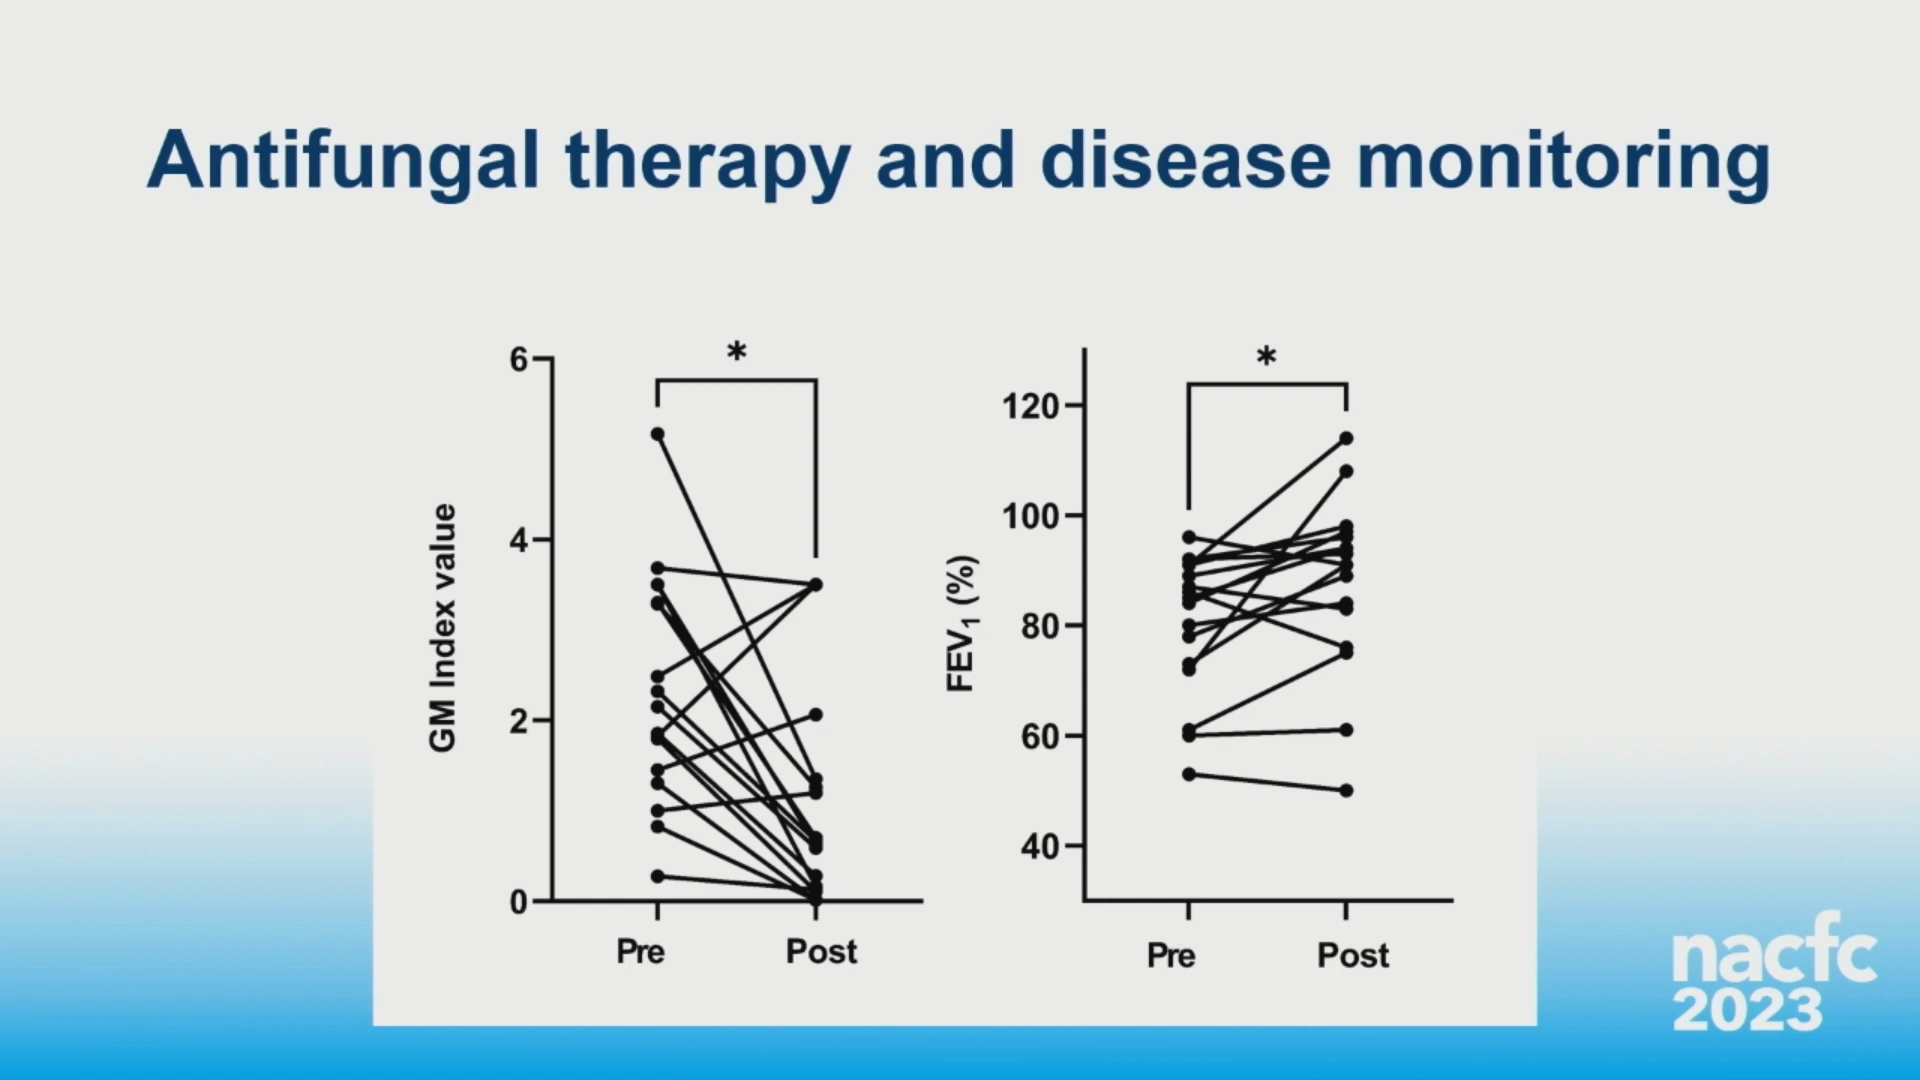 Antifungal therapy and disease monitoring
GM Index value
6
4
2
0
*
Pre
Post
FEV₁ (%)
120
100
80
60
40
*
Pre
Post
nacfc
2023